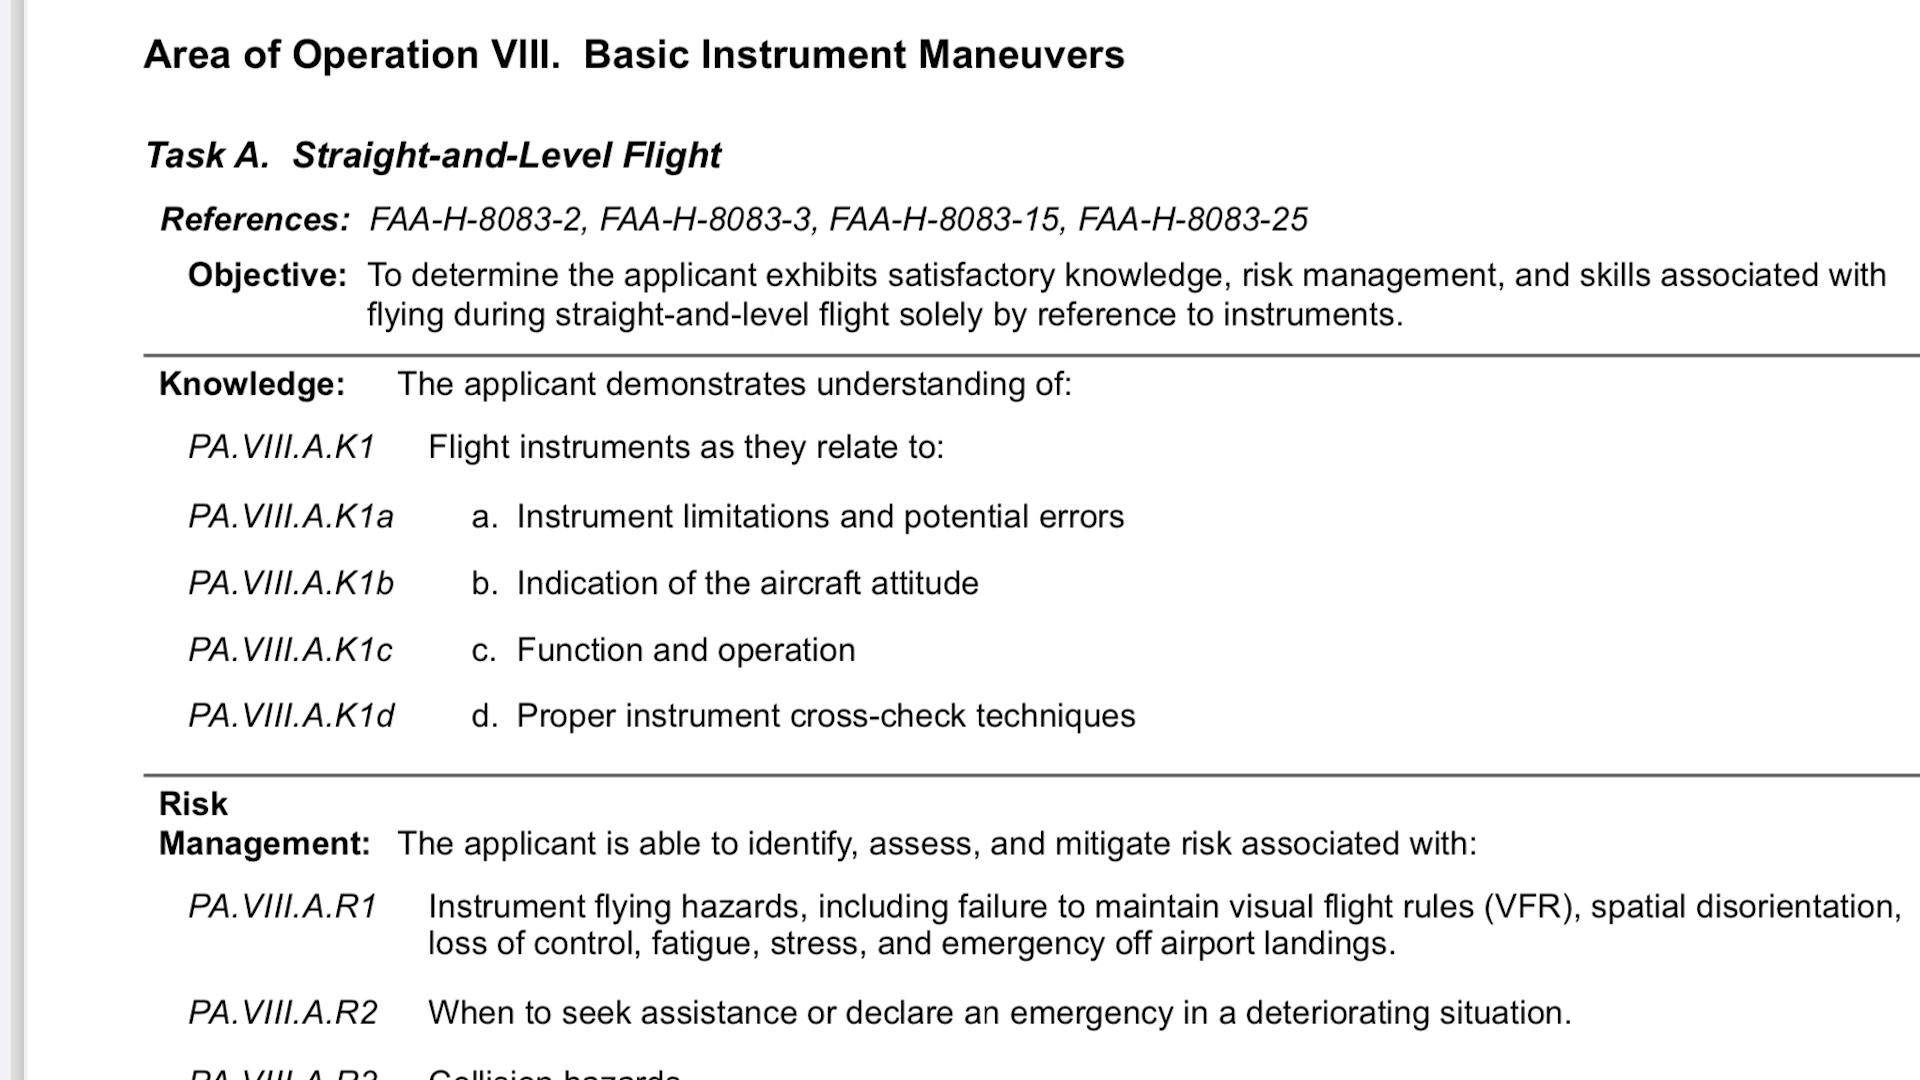 Area of Operation VIII. Basic Instrument Maneuvers
Task A. Straight-and-Level Flight
References: FAA-H-8083-2, FAA-H-8083-3, FAA-H-8083-15, FAA-H-8083-25
Objective: To determine the applicant exhibits satisfactory knowledge, risk management, and skills associated with
flying during straight-and-level flight solely by reference to instruments.
Knowledge: The applicant demonstrates understanding of:
PA.VIII.A.K1 Flight instruments as they relate to:
PA.VIII.A.K1a a. Instrument limitations and potential errors
PA.VIII.A.K1b b. Indication of the aircraft attitude
PA.VIII.A.K1c c. Function and operation
PA.VIII.A.K1d d. Proper instrument cross-check techniques
Risk
Management: The applicant is able to identify, assess, and mitigate risk associated with:
PA.VIII.A.R1 Instrument flying hazards, including failure to maintain visual flight rules (VFR), spatial disorientation,
loss of control, fatigue, stress, and emergency off airport landings.
PA.VIII.A.R2 When to seek assistance or declare an emergency in a deteriorating situation.
PA.VIII.A.R3 Collision hazards